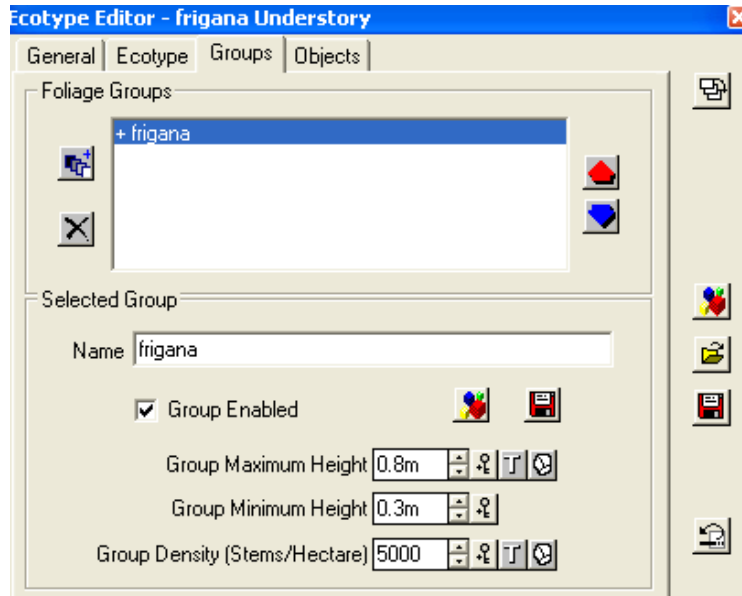 Ecotype Editor - frigana Understory
General Ecotype Groups Objects
Foliage Groups
+ frigana
Selected Group
Name frigana
Group Enabled
Group Maximum Height 0.8m
Group Minimum Height 0.3m
Group Density (Stems/Hectare) 5000